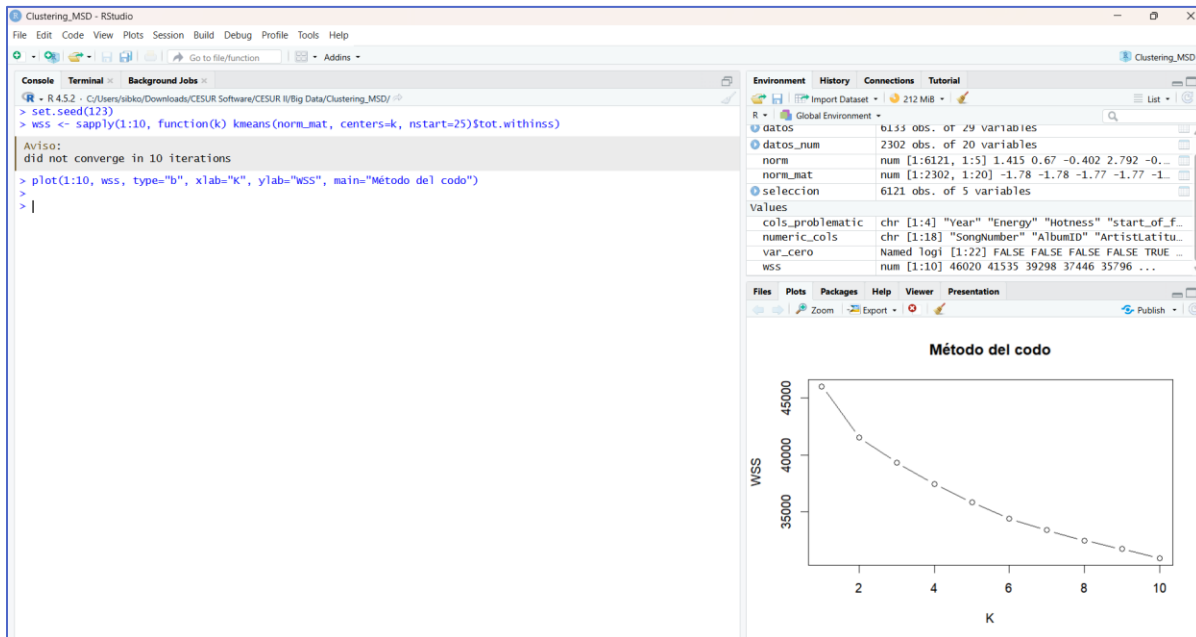 Clustering_MSD - RStudio
File Edit Code View Plots Session Build Debug Profile Tools Help
Go to file/function Addins
Clustering_MSD
Console Terminal Background Jobs
R - R 4.5.2 · C:/Users/sibko/Downloads/CESUR Software/CESUR II/Big Data/Clustering_MSD/
> set.seed(123)
> wss <- sapply(1:10, function(k) kmeans(norm_mat, centers=k, nstart=25)$tot.withinss)
Aviso:
did not converge in 10 iterations
> plot(1:10, wss, type="b", xlab="K", ylab="WSS", main="Método del codo")
>
>
Environment History Connections Tutorial
Import Dataset 212 MiB List
R Global Environment
datos 6133 obs. of 29 variables
datos_num 2302 obs. of 20 variables
norm num [1:6121, 1:5] 1.415 0.67 -0.402 2.792 -0...
norm_mat num [1:2302, 1:20] -1.78 -1.78 -1.77 -1.77 -1...
seleccion 6121 obs. of 5 variables
Values
cols_problematic chr [1:4] "Year" "Energy" "Hotness" "start_of_f…
numeric_cols chr [1:18] "SongNumber" "AlbumID" "ArtistLatitu…
var_cero Named logi [1:22] FALSE FALSE FALSE FALSE TRUE …
wss num [1:10] 46020 41535 39298 37446 35796 ...
Files Plots Packages Help Viewer Presentation
Zoom Export Publish
Método del codo
WSS
45000
40000
35000
2 4 6 8 10
K